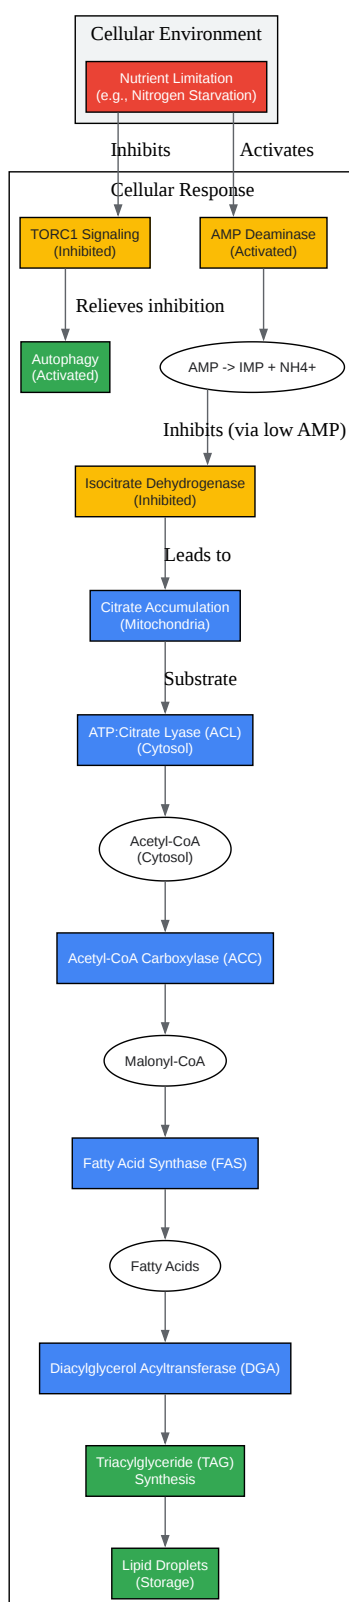 Cellular Environment
Nutrient Limitation
(e.g., Nitrogen Starvation)
Inhibits
Activates
Cellular Response
TORC1 Signaling
(Inhibited)
AMP Deaminase
(Activated)
Relieves inhibition
Autophagy
(Activated)
AMP -> IMP + NH4+
Inhibits (via low AMP)
Isocitrate Dehydrogenase
(Inhibited)
Leads to
Citrate Accumulation
(Mitochondria)
Substrate
ATP:Citrate Lyase (ACL)
(Cytosol)
Acetyl-CoA
(Cytosol)
Acetyl-CoA Carboxylase (ACC)
Malonyl-CoA
Fatty Acid Synthase (FAS)
Fatty Acids
Diacylglycerol Acyltransferase (DGA)
Triacylglyceride (TAG)
Synthesis
Lipid Droplets
(Storage)